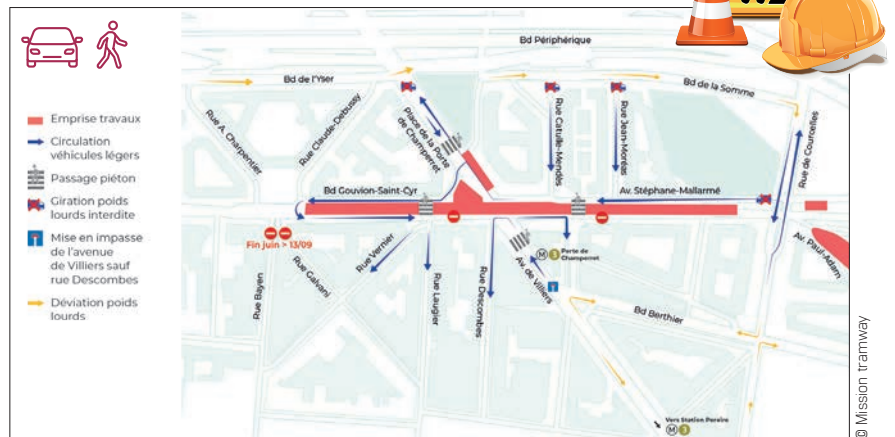 Bd Périphérique
Bd de l'Yser
Bd de la Somme
Rue A. Charpentier
Rue Claude-Debussy
Place de la Porte
de Champerret
Rue Catulle-Mendès
Rue Jean-Moréas
Rue de Courcelles
Emprise travaux
Circulation
véhicules légers
Passage piéton
Giration poids
lourds interdite
Mise en impasse
de l'avenue
de Villiers sauf
rue Descombes
Déviation poids
lourds
Bd Gouvion-Saint-Cyr
Av. Stéphane-Mallarmé
Fin juin > 13/09
Rue Bayen
Rue Galvani
Rue Vernier
Rue Laugier
Rue Descombes
Av. de Villiers
M 3 Porte de
Champerret
Av. Paul-Adam
Bd Berthier
Vers Station Pereire
M 3
© Mission tramway